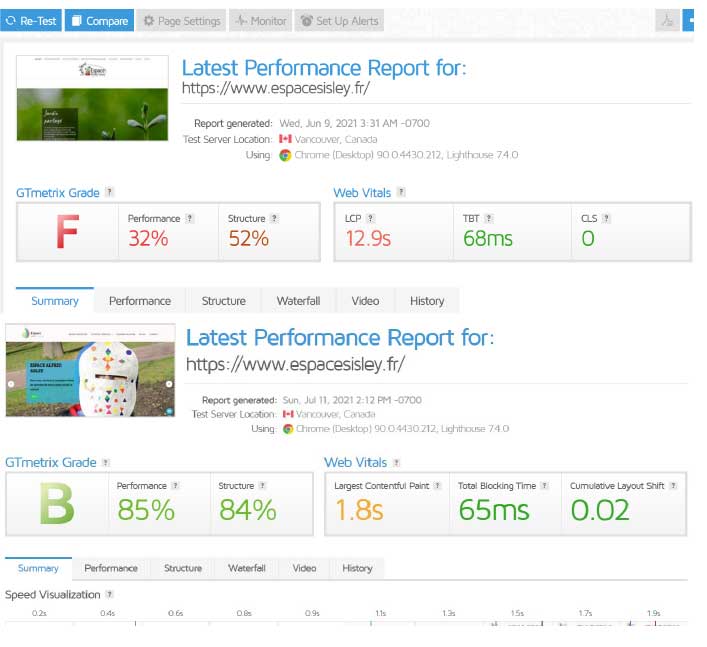 Re-Test Compare Page Settings Monitor Set Up Alerts
Latest Performance Report for:
https://www.espacesisley.fr/
Report generated: Wed, Jun 9, 2021 3:31 AM -0700
Test Server Location: Vancouver, Canada
Using: Chrome (Desktop) 90.0.4430.212, Lighthouse 7.4.0
Espace
Jardin
partagé
GTmetrix Grade ? Web Vitals ?
F
Performance ? Structure ? LCP ? TBT ? CLS ?
32% 52% 12.9s 68ms 0
Summary Performance Structure Waterfall Video History
Latest Performance Report for:
https://www.espacesisley.fr/
Report generated: Sun, Jul 11, 2021 2:12 PM -0700
Test Server Location: Vancouver, Canada
Using: Chrome (Desktop) 90.0.4430.212, Lighthouse 7.4.0
Espace
ESPACE ALFRED
SISLEY
GTmetrix Grade ? Web Vitals ?
B
Performance ? Structure ? Largest Contentful Paint ? Total Blocking Time ? Cumulative Layout Shift ?
85% 84% 1.8s 65ms 0.02
Summary Performance Structure Waterfall Video History
Speed Visualization ?
0.2s 0.4s 0.6s 0.8s 0.9s 1.1s 1.3s 1.5s 1.7s 1.9s